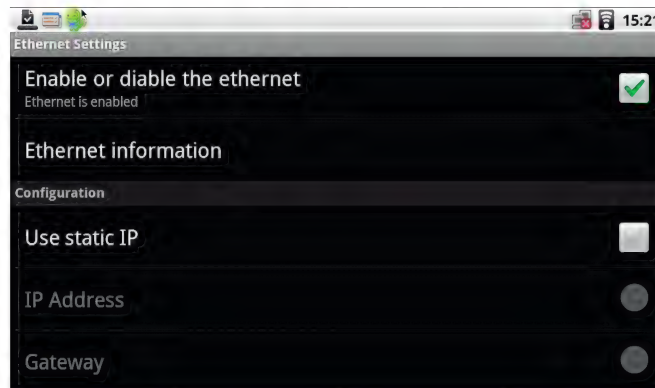 15:21
Ethernet Settings
Enable or diable the ethernet
Ethernet is enabled
Ethernet information
Configuration
Use static IP
IP Address
Gateway